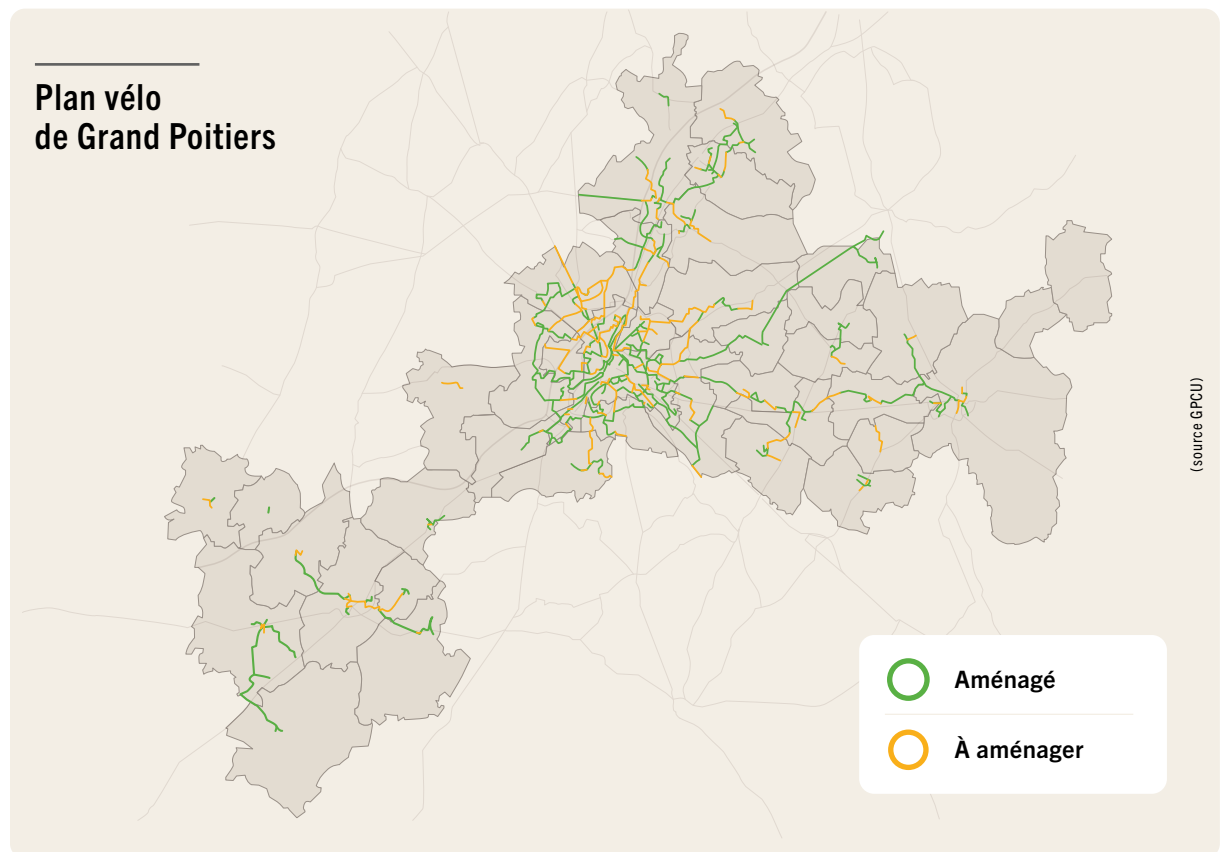 Plan vélo
de Grand Poitiers
(source GPCU)
Aménagé
À aménager